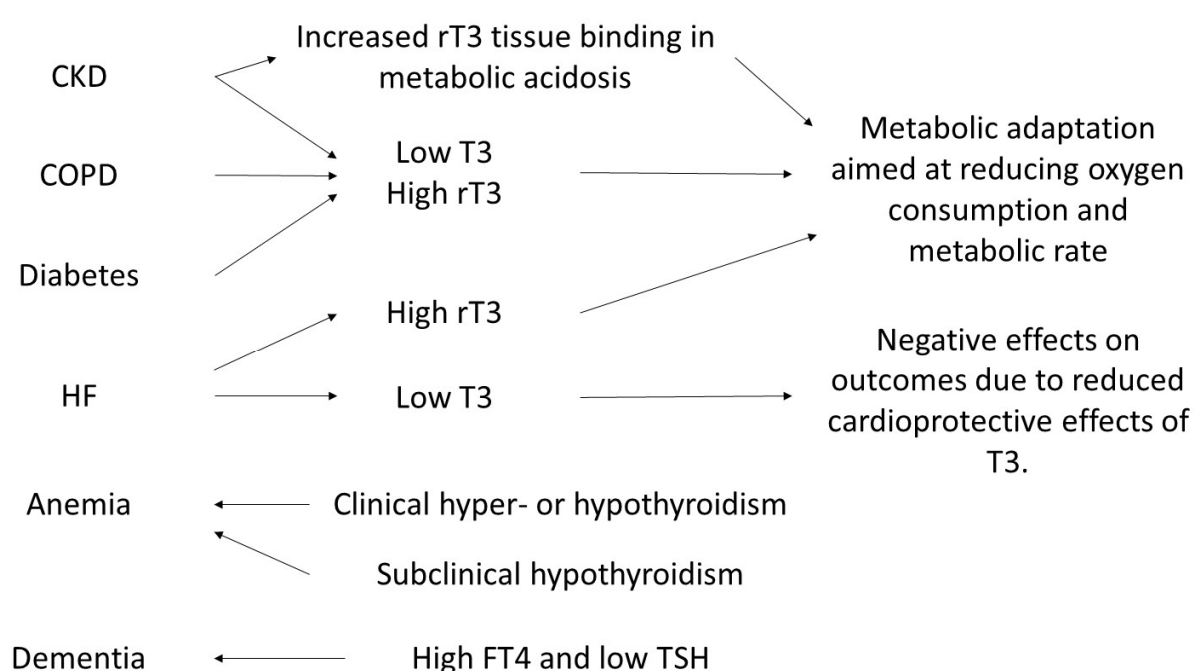 CKD
Increased rT3 tissue binding in
metabolic acidosis
COPD
Low T3
High rT3
Metabolic adaptation
aimed at reducing oxygen
consumption and
metabolic rate
Diabetes
High rT3
HF
Low T3
Negative effects on
outcomes due to reduced
cardioprotective effects of
T3.
Anemia
Clinical hyper- or hypothyroidism
Subclinical hypothyroidism
Dementia
High FT4 and low TSH